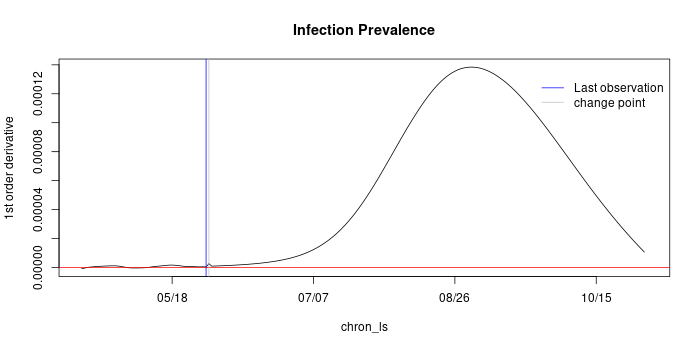 Infection Prevalence
1st order derivative
0.00012
0.00008
0.00004
0.00000
Last observation
change point
05/18 07/07 08/26 10/15
chron_ls